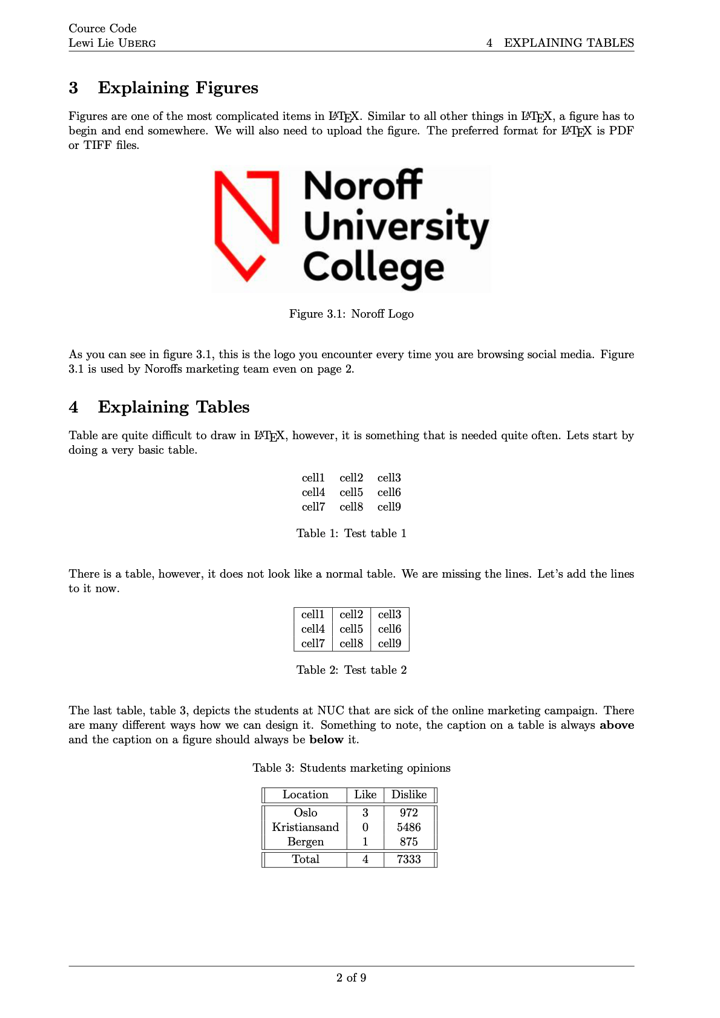 Cource Code
Lewi Lie UBERG
4 EXPLAINING TABLES
3 Explaining Figures
Figures are one of the most complicated items in LATEX. Similar to all other things in LATEX, a figure has to
begin and end somewhere. We will also need to upload the figure. The preferred format for LATEX is PDF
or TIFF files.
Noroff
University
College
Figure 3.1: Noroff Logo
As you can see in figure 3.1, this is the logo you encounter every time you are browsing social media. Figure
3.1 is used by Noroffs marketing team even on page 2.
4 Explaining Tables
Table are quite difficult to draw in LATEX, however, it is something that is needed quite often. Lets start by
doing a very basic table.
cell1 cell2 cell3
cell4 cell5 cell6
cell7 cell8 cell9
Table 1: Test table 1
There is a table, however, it does not look like a normal table. We are missing the lines. Let's add the lines
to it now.
cell1 cell2 cell3
cell4 cell5 cell6
cell7 cell8 cell9
Table 2: Test table 2
The last table, table 3, depicts the students at NUC that are sick of the online marketing campaign. There
are many different ways how we can design it. Something to note, the caption on a table is always above
and the caption on a figure should always be below it.
Table 3: Students marketing opinions
Location Like Dislike
Oslo 3 972
Kristiansand 0 5486
Bergen 1 875
Total 4 7333
2 of 9